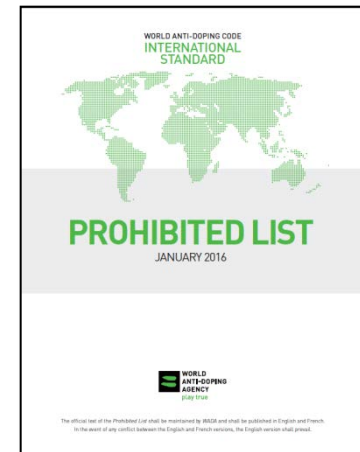 WORLD ANTI-DOPING CODE
INTERNATIONAL
STANDARD
PROHIBITED LIST
JANUARY 2016
WORLD
ANTI-DOPING
AGENCY
play true
The official text of the Prohibited List shall be maintained by WADA and shall be published in English and French.
In the event of any conflict between the English and French versions, the English version shall prevail.